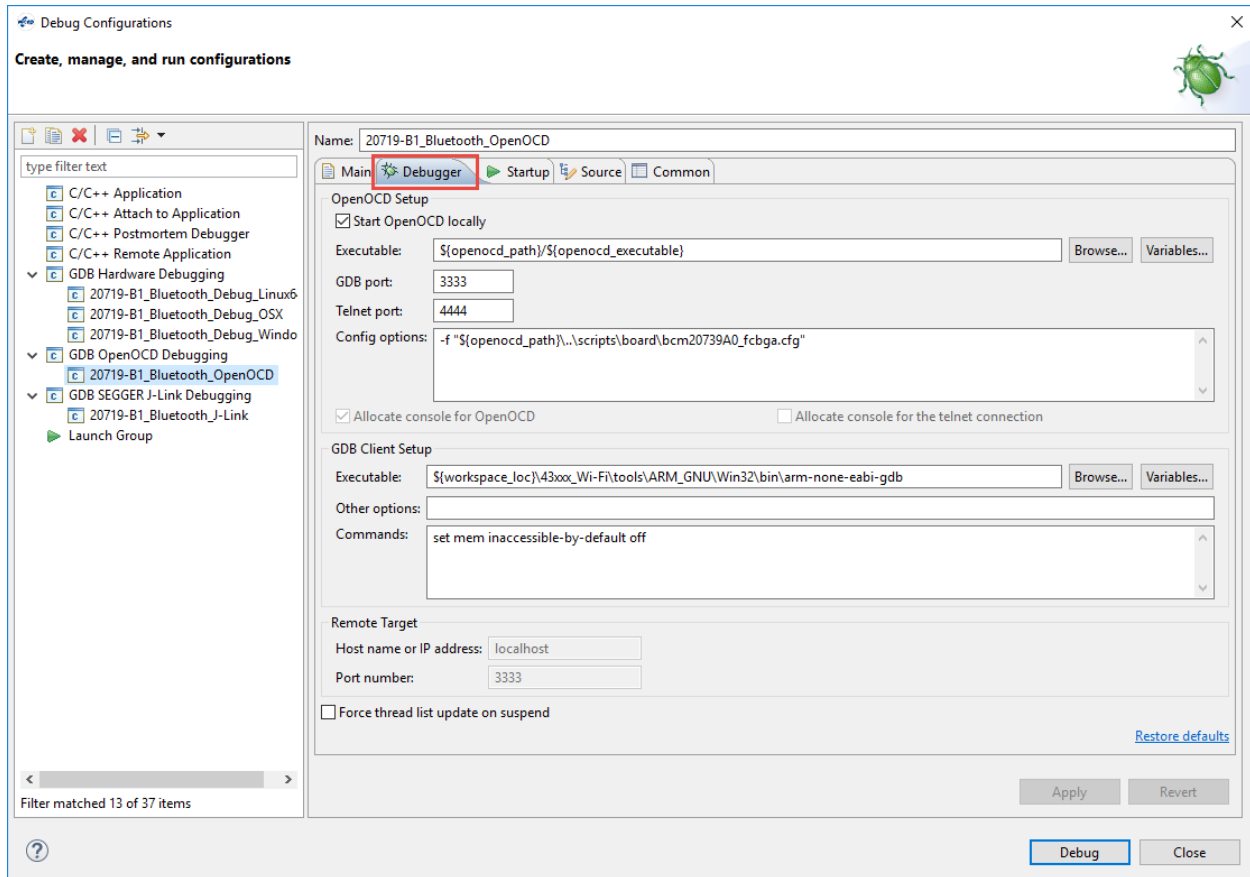 Debug Configurations
Create, manage, and run configurations
type filter text
C/C++ Application
C/C++ Attach to Application
C/C++ Postmortem Debugger
C/C++ Remote Application
GDB Hardware Debugging
20719-B1_Bluetooth_Debug_Linux6
20719-B1_Bluetooth_Debug_OSX
20719-B1_Bluetooth_Debug_Windo
GDB OpenOCD Debugging
20719-B1_Bluetooth_OpenOCD
GDB SEGGER J-Link Debugging
20719-B1_Bluetooth_J-Link
Launch Group
Filter matched 13 of 37 items
Name: 20719-B1_Bluetooth_OpenOCD
Main Debugger Startup Source Common
OpenOCD Setup
Start OpenOCD locally
Executable: ${openocd_path}/${openocd_executable} Browse... Variables...
GDB port: 3333
Telnet port: 4444
Config options: -f "${openocd_path}\..\scripts\board\bcm20739A0_fcbga.cfg"
Allocate console for OpenOCD Allocate console for the telnet connection
GDB Client Setup
Executable: ${workspace_loc}\43xxx_Wi-Fi\tools\ARM_GNU\Win32\bin\arm-none-eabi-gdb Browse... Variables...
Other options:
Commands: set mem inaccessible-by-default off
Remote Target
Host name or IP address: localhost
Port number: 3333
Force thread list update on suspend
Restore defaults
Apply Revert
Debug Close